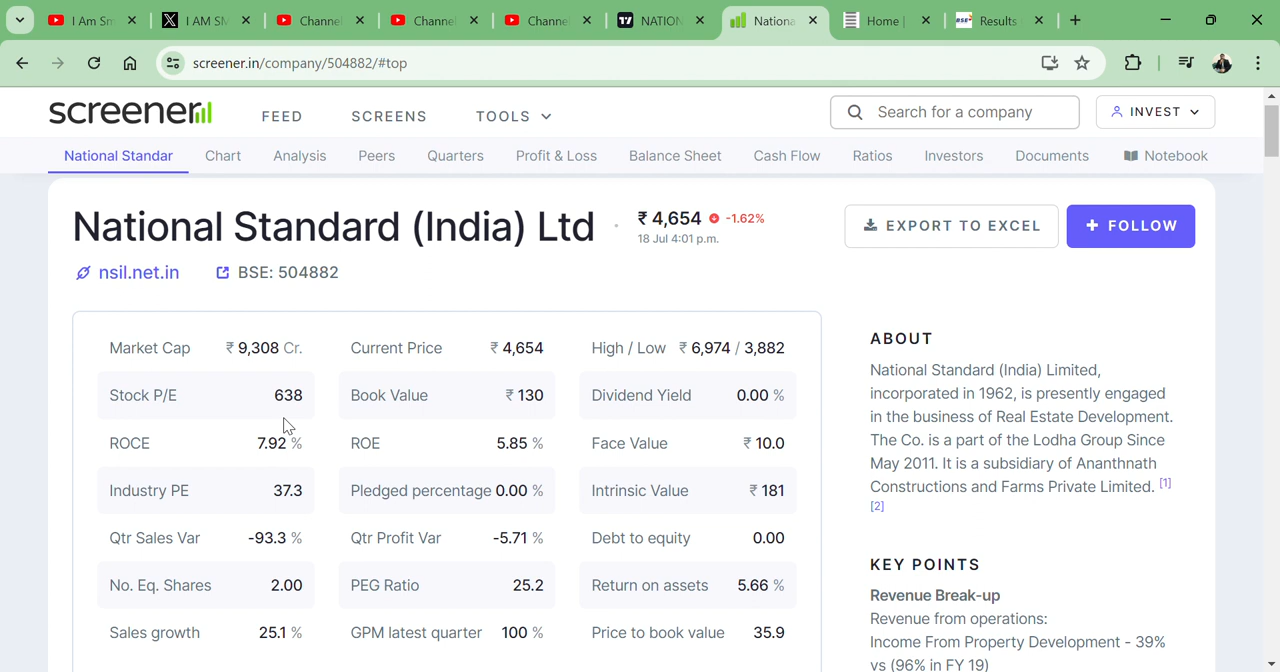 I Am Sm
I AM SM
Channel
Channel
Channel
NATION
Nationa
Home |
Results
screener.in/company/504882/#top
screener
FEED
SCREENS
TOOLS
Search for a company
INVEST
National Standar
Chart
Analysis
Peers
Quarters
Profit & Loss
Balance Sheet
Cash Flow
Ratios
Investors
Documents
Notebook
National Standard (India) Ltd
₹ 4,654 -1.62%
18 Jul 4:01 p.m.
EXPORT TO EXCEL
+ FOLLOW
nsil.net.in
BSE: 504882
Market Cap ₹ 9,308 Cr.
Current Price ₹ 4,654
High / Low ₹ 6,974 / 3,882
Stock P/E 638
Book Value ₹ 130
Dividend Yield 0.00 %
ROCE 7.92 %
ROE 5.85 %
Face Value ₹ 10.0
Industry PE 37.3
Pledged percentage 0.00 %
Intrinsic Value ₹ 181
Qtr Sales Var -93.3 %
Qtr Profit Var -5.71 %
Debt to equity 0.00
No. Eq. Shares 2.00
PEG Ratio 25.2
Return on assets 5.66 %
Sales growth 25.1 %
GPM latest quarter 100 %
Price to book value 35.9
ABOUT
National Standard (India) Limited,
incorporated in 1962, is presently engaged
in the business of Real Estate Development.
The Co. is a part of the Lodha Group Since
May 2011. It is a subsidiary of Ananthnath
Constructions and Farms Private Limited. [1]
[2]
KEY POINTS
Revenue Break-up
Revenue from operations:
Income From Property Development - 39%
vs (96% in FY 19)